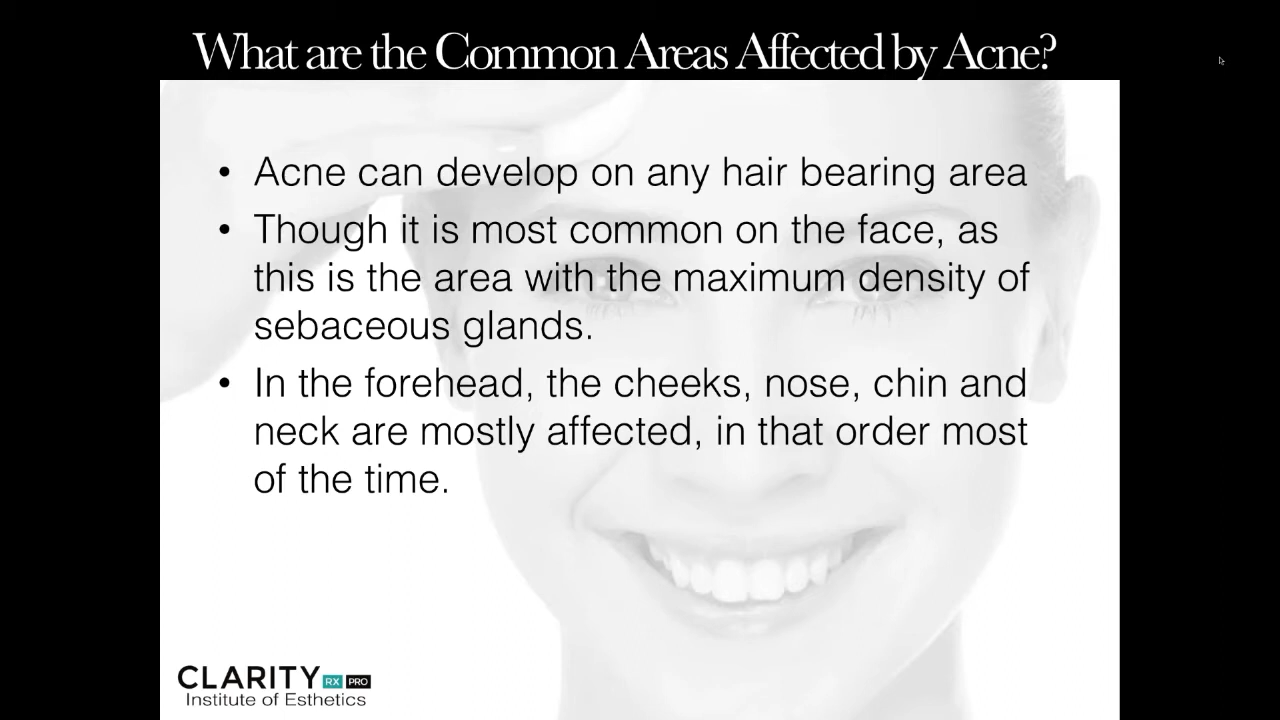 What are the Common Areas Affected by Acne?
• Acne can develop on any hair bearing area
• Though it is most common on the face, as
this is the area with the maximum density of
sebaceous glands.
• In the forehead, the cheeks, nose, chin and
neck are mostly affected, in that order most
of the time.
CLARITY RX PRO
Institute of Esthetics